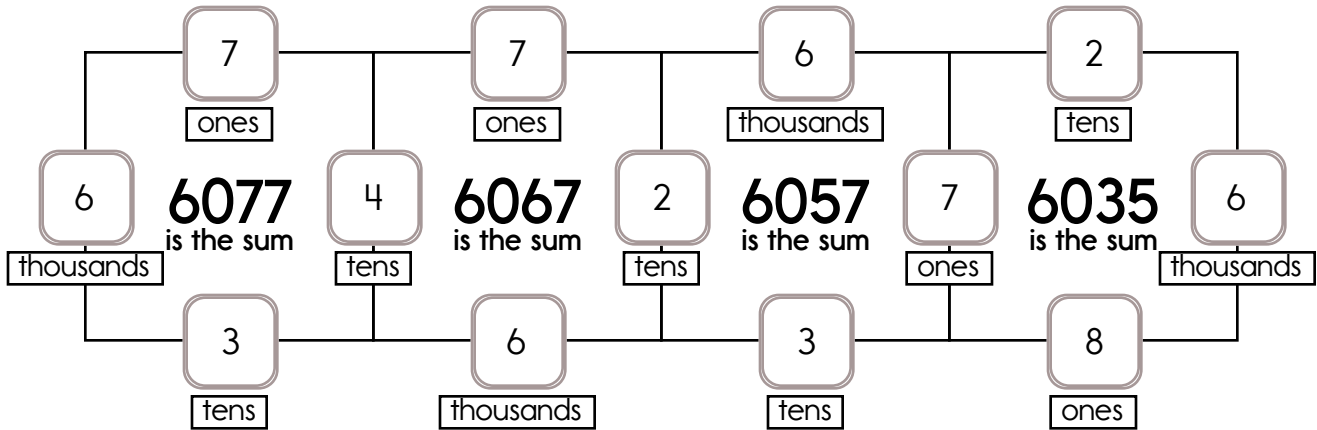 7 7 6 2
ones ones thousands tens
6 6077 4 6067 2 6057 7 6035 6
is the sum is the sum is the sum is the sum
thousands tens tens ones thousands
3 6 3 8
tens thousands tens ones